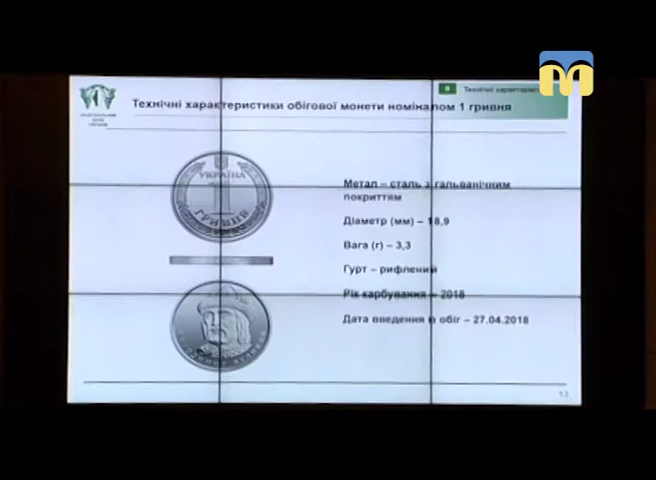 Технічні
Технічні характеристики обігової монети номіналом 1 гривня
УКРАЇНА
1
ГРИВНЯ
Метал – сталь з гальванічним
покриттям
Діаметр (мм) – 18,9
Вага (г) – 3,3
Гурт – рифлений
Рік карбування – 2018
Дата введення в обіг – 27.04.2018
13